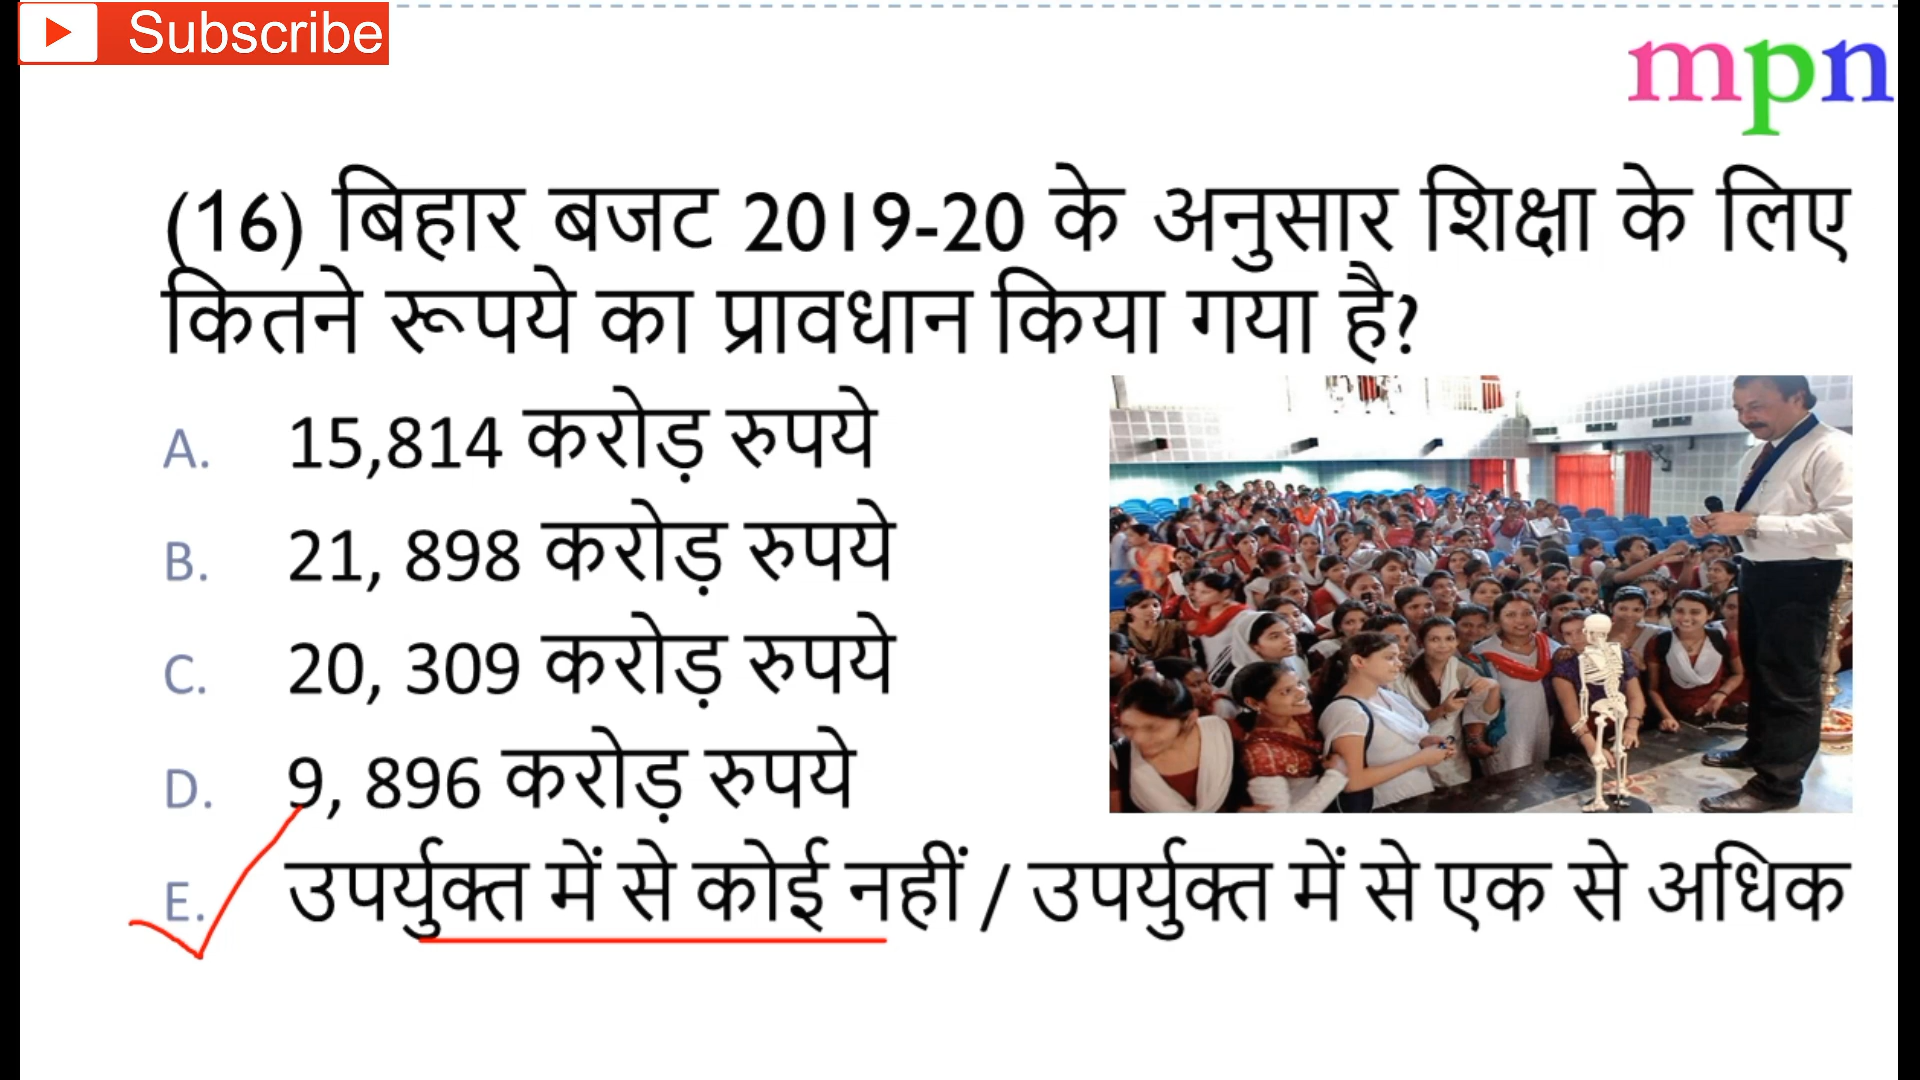 Subscribe
mpn
(16) बिहार बजट 2019-20 के अनुसार शिक्षा के लिए
कितने रूपये का प्रावधान किया गया है?
A. 15,814 करोड़ रुपये
B. 21, 898 करोड़ रुपये
C. 20, 309 करोड़ रुपये
D. 9, 896 करोड़ रुपये
E. उपर्युक्त में से कोई नहीं / उपर्युक्त में से एक से अधिक